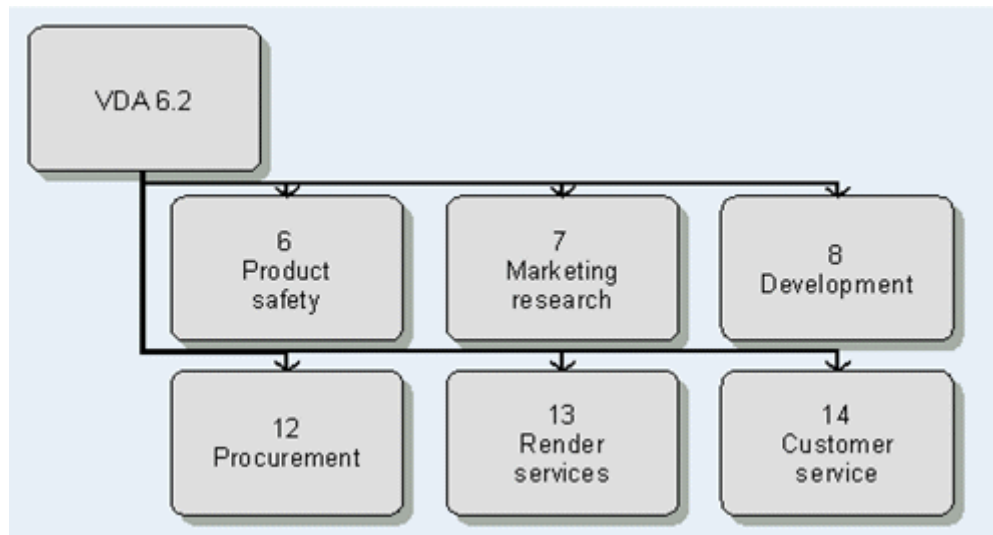 VDA 6.2
6
Product
safety
7
Marketing
research
8
Development
12
Procurement
13
Render
services
14
Customer
service